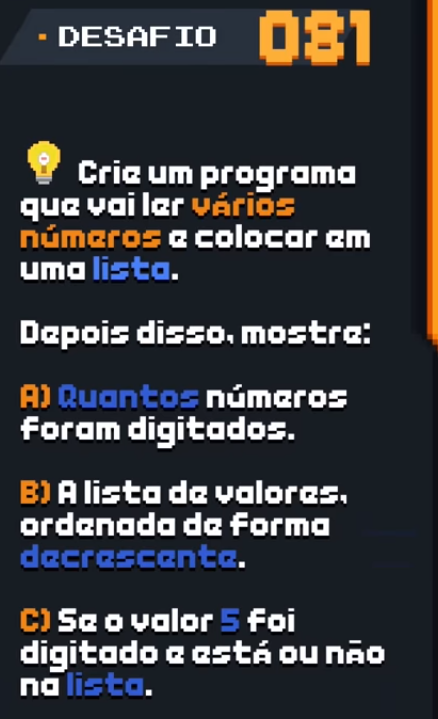 · DESAFIO 081
Crie um programa
que vai ler vários
números e colocar em
uma lista.
Depois disso, mostre:
A) Quantos números
foram digitados.
B) A lista de valores,
ordenada de forma
decrescente.
C) Se o valor 5 foi
digitado e está ou não
na lista.